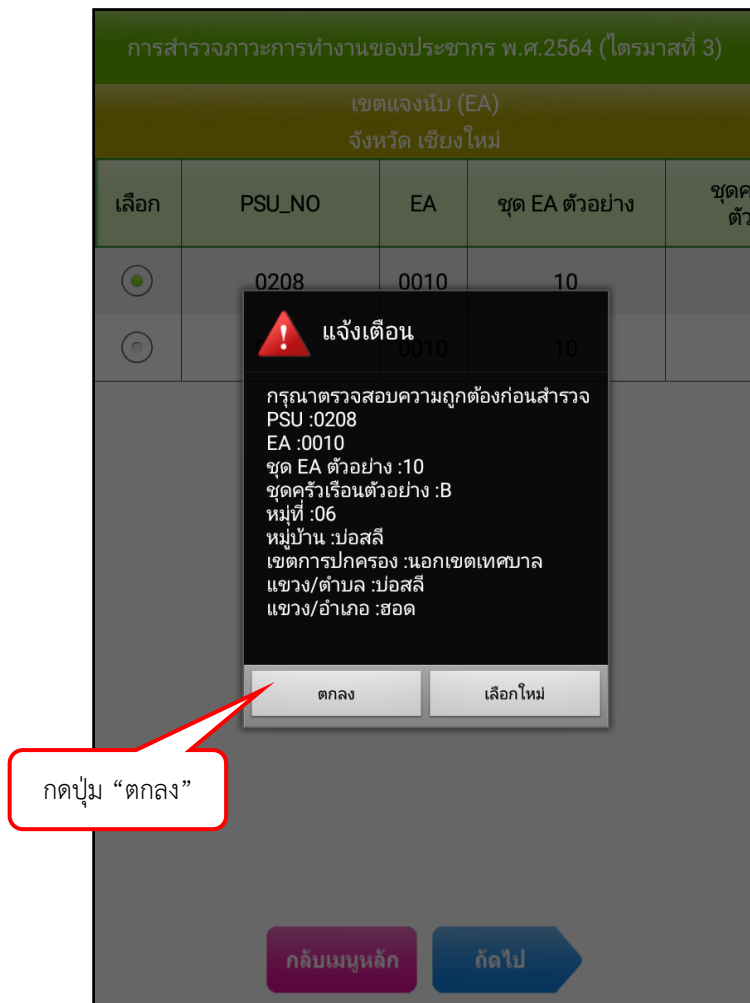 การสำรวจภาวะการทำงานของประชากร พ.ศ.2564 (ไตรมาสที่ 3)
เขตแจงนับ (EA)
จังหวัด เชียงใหม่
เลือก PSU_NO EA ชุด EA ตัวอย่าง
0208 0010 10
0010 10
แจ้งเตือน
กรุณาตรวจสอบความถูกต้องก่อนสำรวจ
PSU :0208
EA :0010
ชุด EA ตัวอย่าง :10
ชุดครัวเรือนตัวอย่าง :B
หมู่ที่ :06
หมู่บ้าน :บ่อสลี
เขตการปกครอง :นอกเขตเทศบาล
แขวง/ตำบล :บ่อสลี
แขวง/อำเภอ :ฮอด
ตกลง เลือกใหม่
กดปุ่ม “ตกลง”
กลับเมนูหลัก ถัดไป